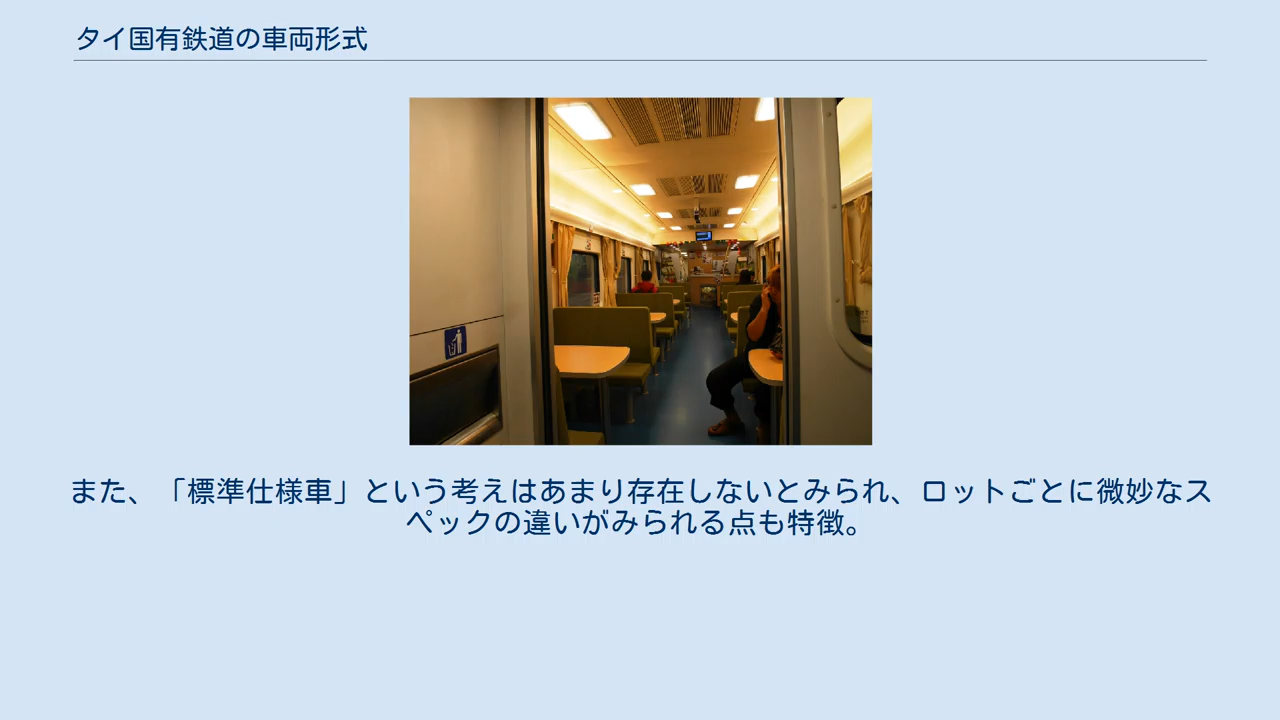 タイ国有鉄道の車両形式
また、「標準仕様車」という考えはあまり存在しないとみられ、ロットごとに微妙なス
ペックの違いがみられる点も特徴。